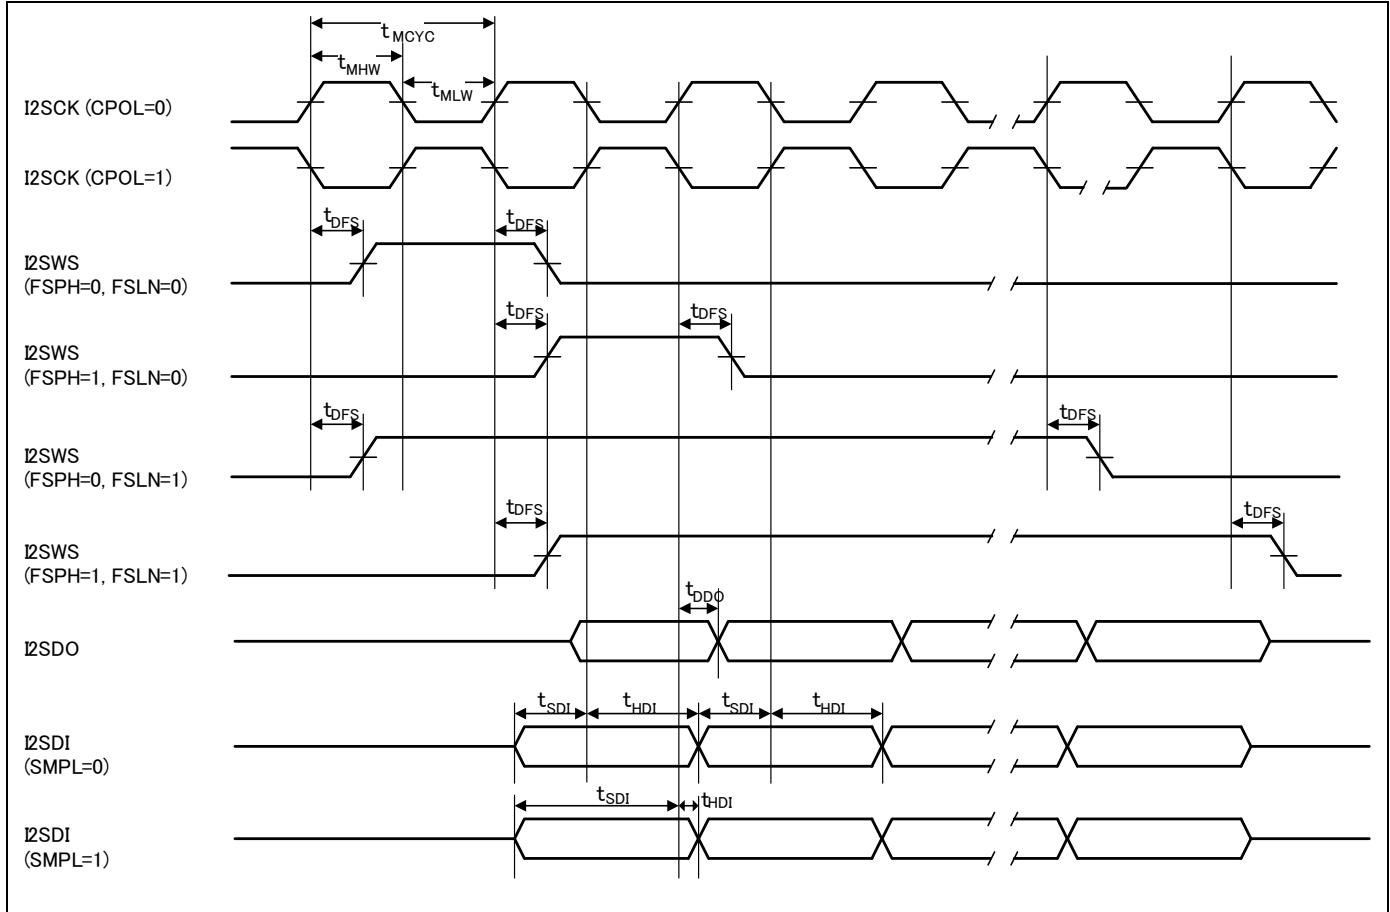 tMCYC
tMHW
tMLW
I2SCK (CPOL=0)
I2SCK (CPOL=1)
tDFS tDFS
I2SWS
(FSPH=0, FSLN=0)
tDFS tDFS
I2SWS
(FSPH=1, FSLN=0)
tDFS tDFS
I2SWS
(FSPH=0, FSLN=1)
tDFS tDFS
I2SWS
(FSPH=1, FSLN=1)
tDDO
I2SDO
tSDI tHDI tSDI tHDI
I2SDI
(SMPL=0)
tSDI tHDI
I2SDI
(SMPL=1)